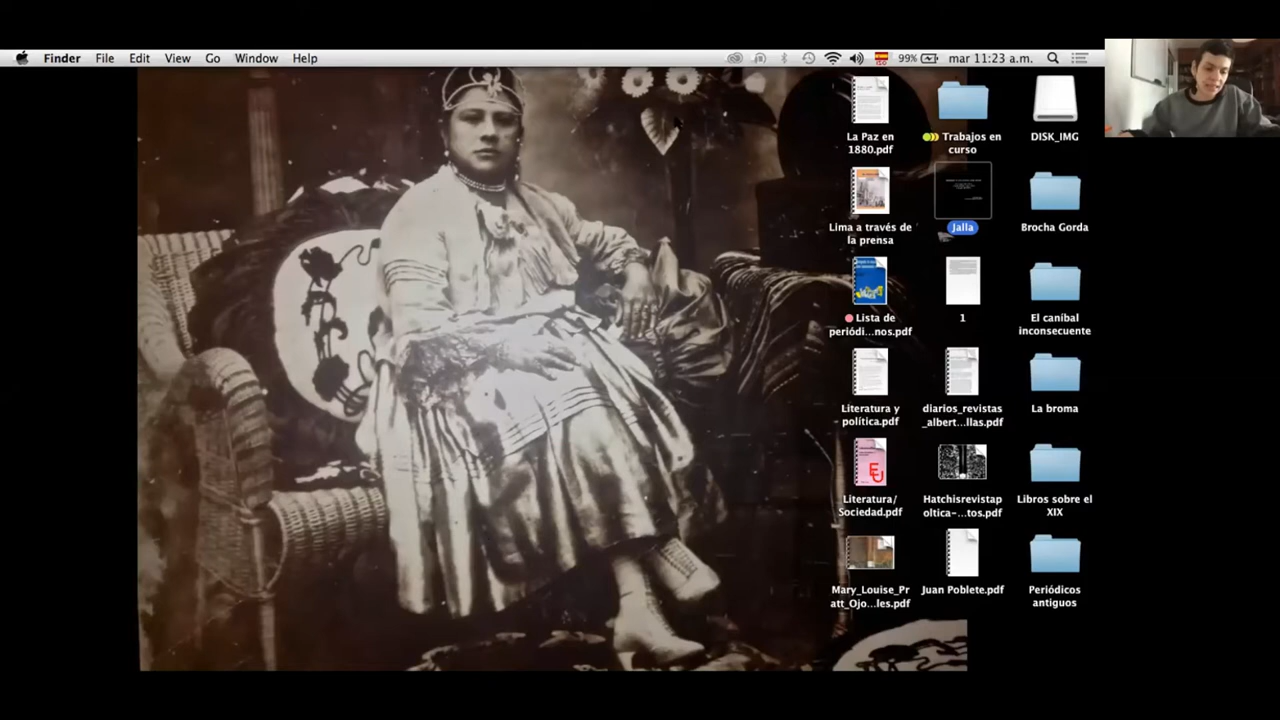 Finder File Edit View Go Window Help 99% mar 11:23 a.m.
La Paz en
1880.pdf
Trabajos en
curso
DISK_IMG
Lima a través de
la prensa
Jalla
Brocha Gorda
Lista de
periódi...nos.pdf
1
El caníbal
inconsecuente
Literatura y
política.pdf
diarios_revistas
_albert...llas.pdf
La broma
EU
Literatura/
Sociedad.pdf
Hatchisrevistap
oltica-...tos.pdf
Libros sobre el
XIX
Mary_Louise_Pr
att_Ojo...les.pdf
Juan Poblete.pdf
Periódicos
antiguos